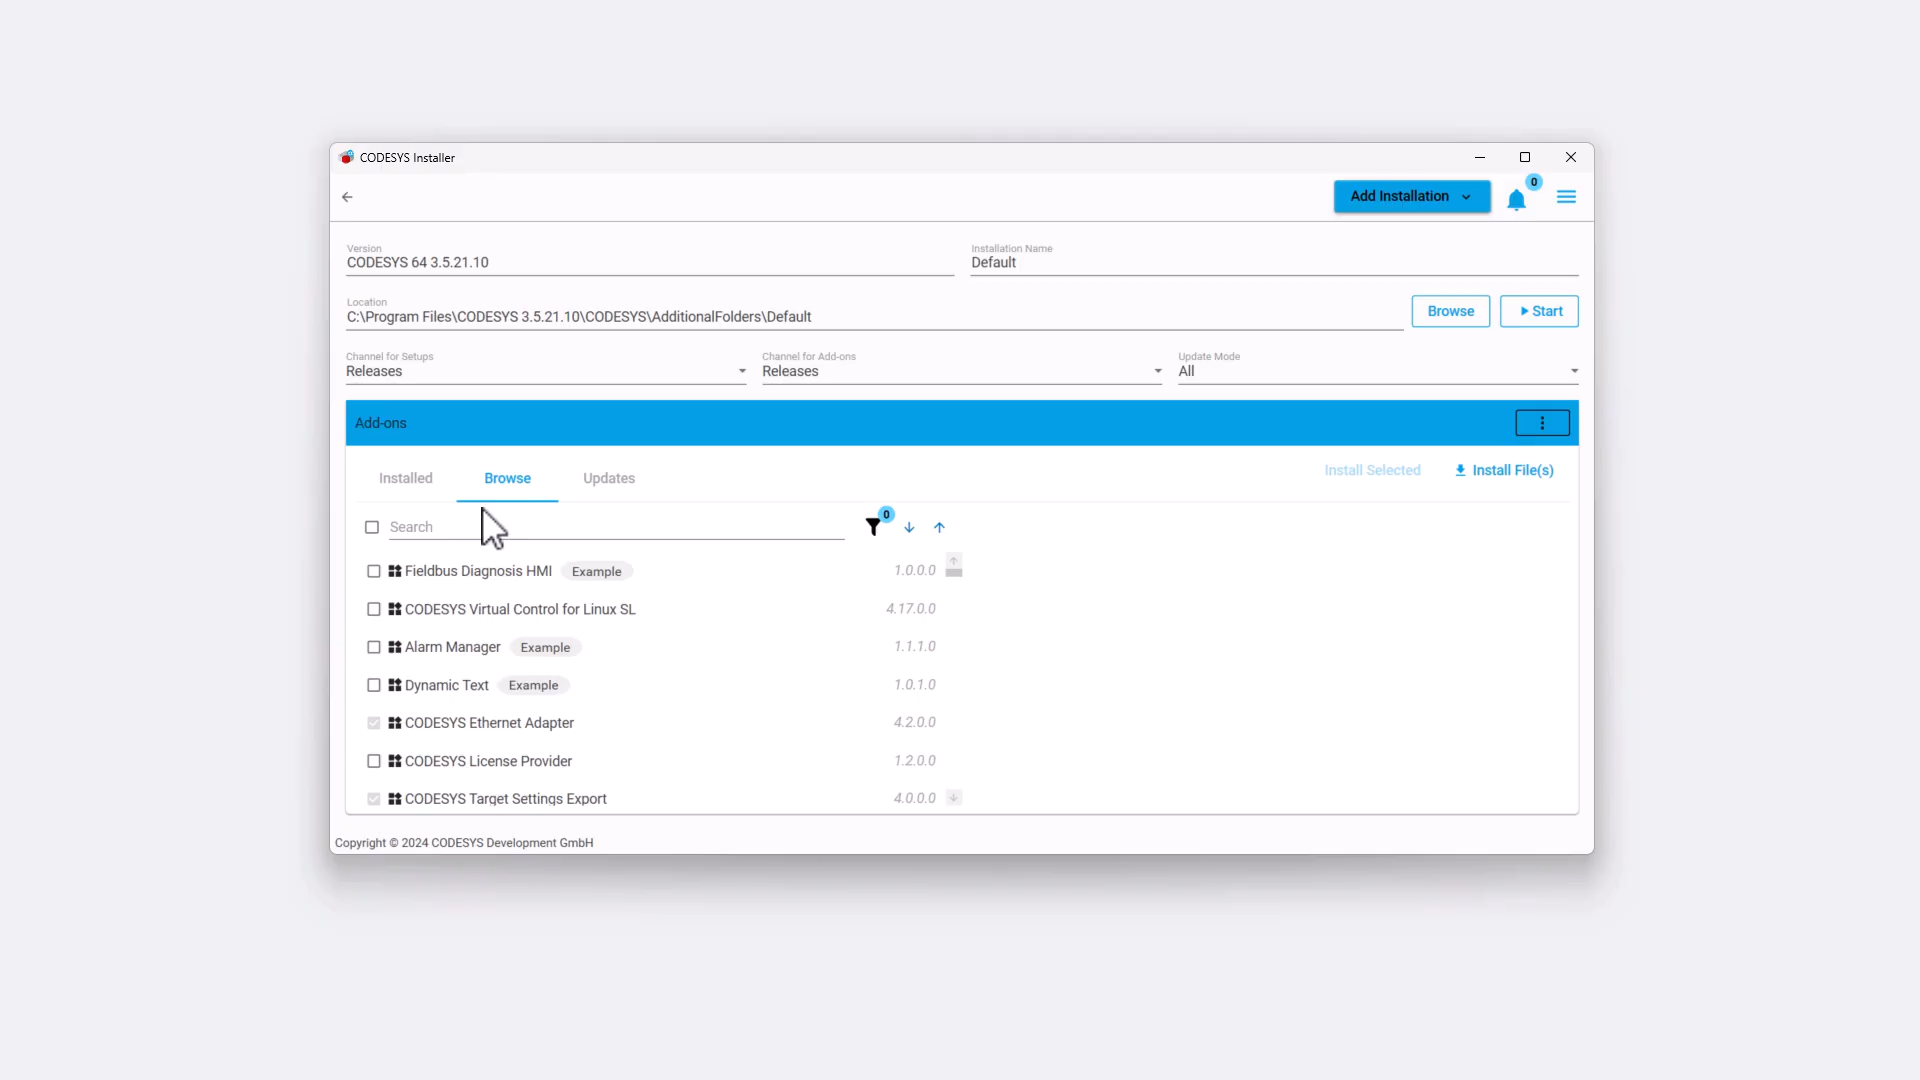 CODESYS Installer
Add Installation
0
Version
CODESYS 64 3.5.21.10
Installation Name
Default
Location
C:\Program Files\CODESYS 3.5.21.10\CODESYS\AdditionalFolders\Default
Browse
Start
Channel for Setups
Releases
Channel for Add-ons
Releases
Update Mode
All
Add-ons
Installed
Browse
Updates
Install Selected
Install File(s)
Search
0
Fieldbus Diagnosis HMI Example 1.0.0.0
CODESYS Virtual Control for Linux SL 4.17.0.0
Alarm Manager Example 1.1.1.0
Dynamic Text Example 1.0.1.0
CODESYS Ethernet Adapter 4.2.0.0
CODESYS License Provider 1.2.0.0
CODESYS Target Settings Export 4.0.0.0
Copyright © 2024 CODESYS Development GmbH